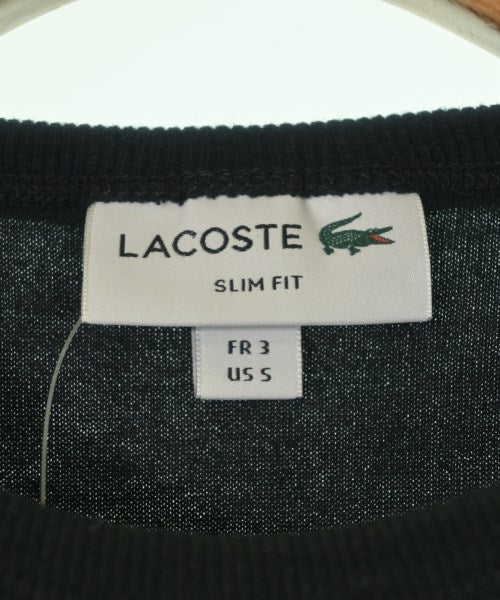 LACOSTE
SLIM FIT
FR 3
US S